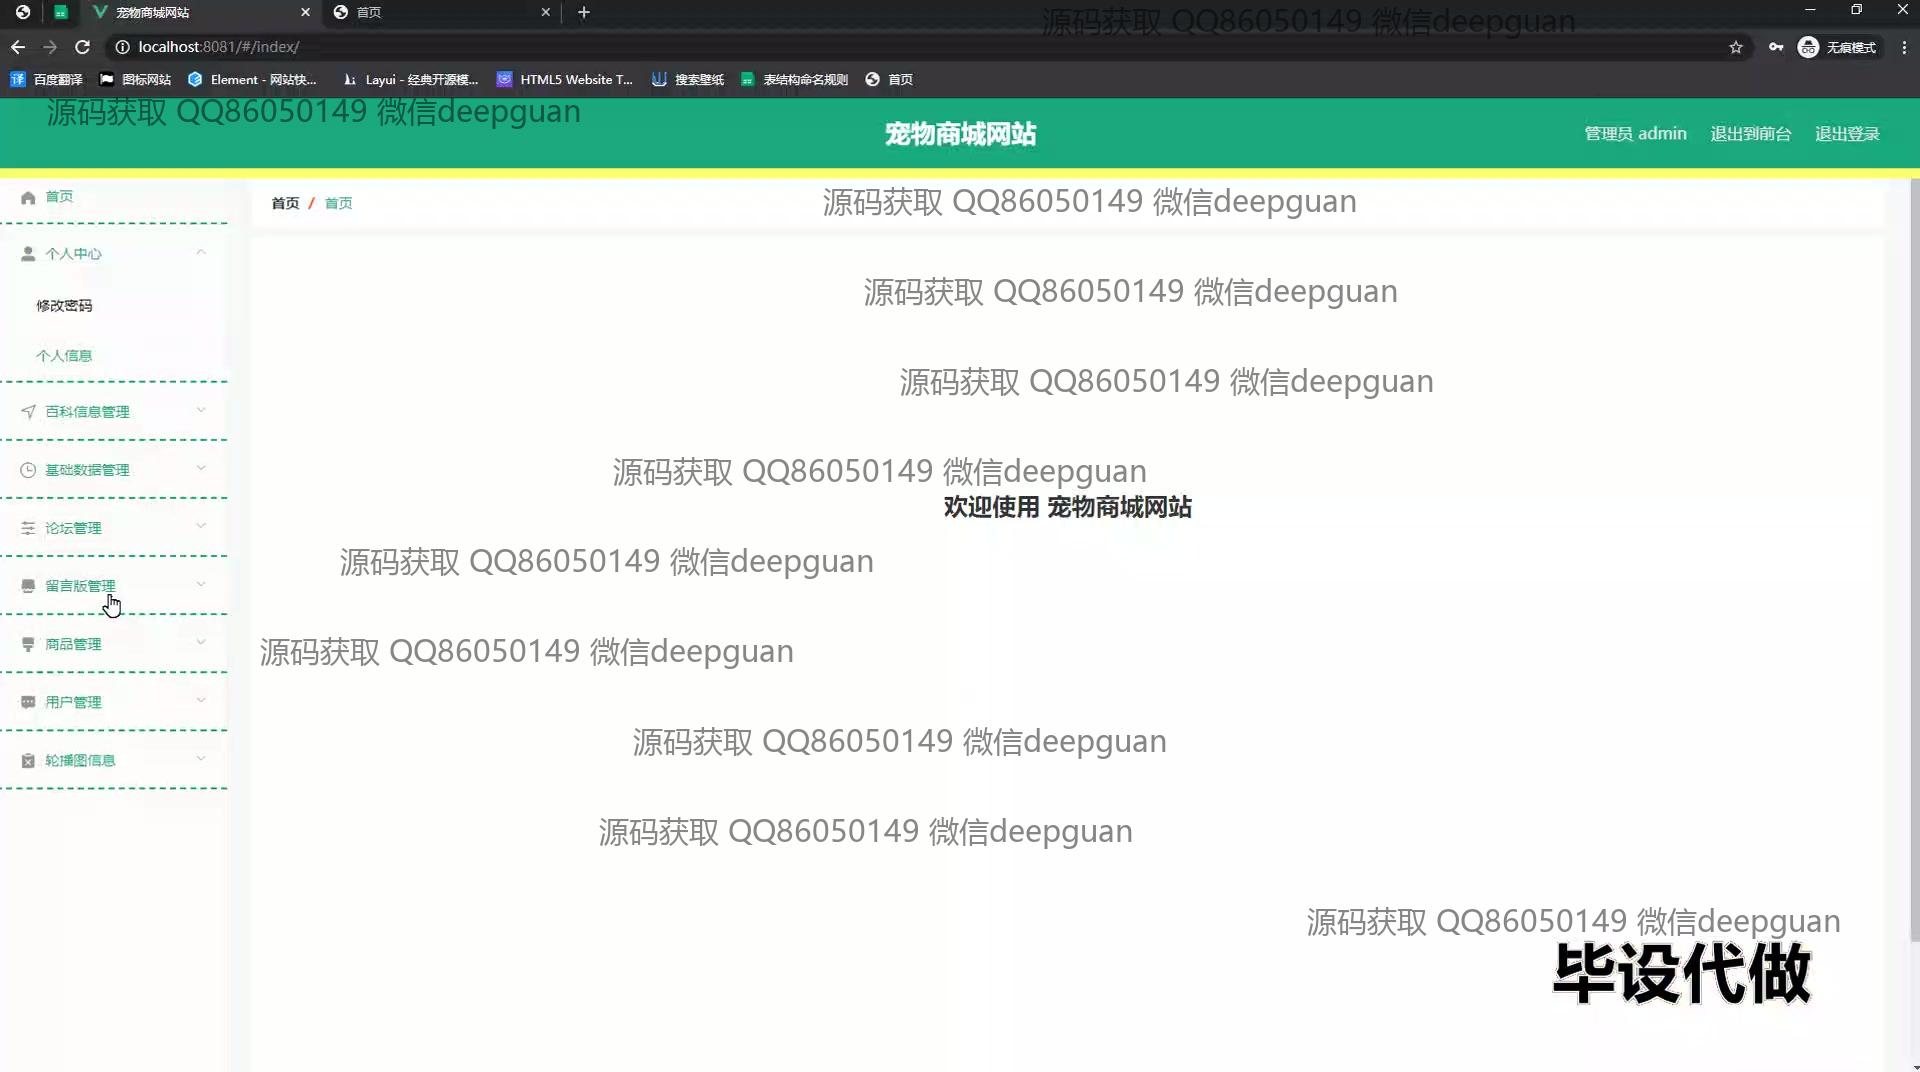 宠物商城网站
首页
源码获取 QQ86050149 微信deepguan
localhost:8081/#/index/
无痕模式
百度翻译
图标网站
Element - 网站快...
Layui - 经典开源模...
HTML5 Website T...
搜索壁纸
表结构命名规则
首页
源码获取 QQ86050149 微信deepguan
宠物商城网站
管理员 admin
退出到前台
退出登录
首页
首页 / 首页
源码获取 QQ86050149 微信deepguan
个人中心
源码获取 QQ86050149 微信deepguan
修改密码
个人信息
源码获取 QQ86050149 微信deepguan
百科信息管理
基础数据管理
源码获取 QQ86050149 微信deepguan
欢迎使用 宠物商城网站
论坛管理
源码获取 QQ86050149 微信deepguan
留言版管理
商品管理
源码获取 QQ86050149 微信deepguan
用户管理
源码获取 QQ86050149 微信deepguan
轮播图信息
源码获取 QQ86050149 微信deepguan
源码获取 QQ86050149 微信deepguan
毕设代做